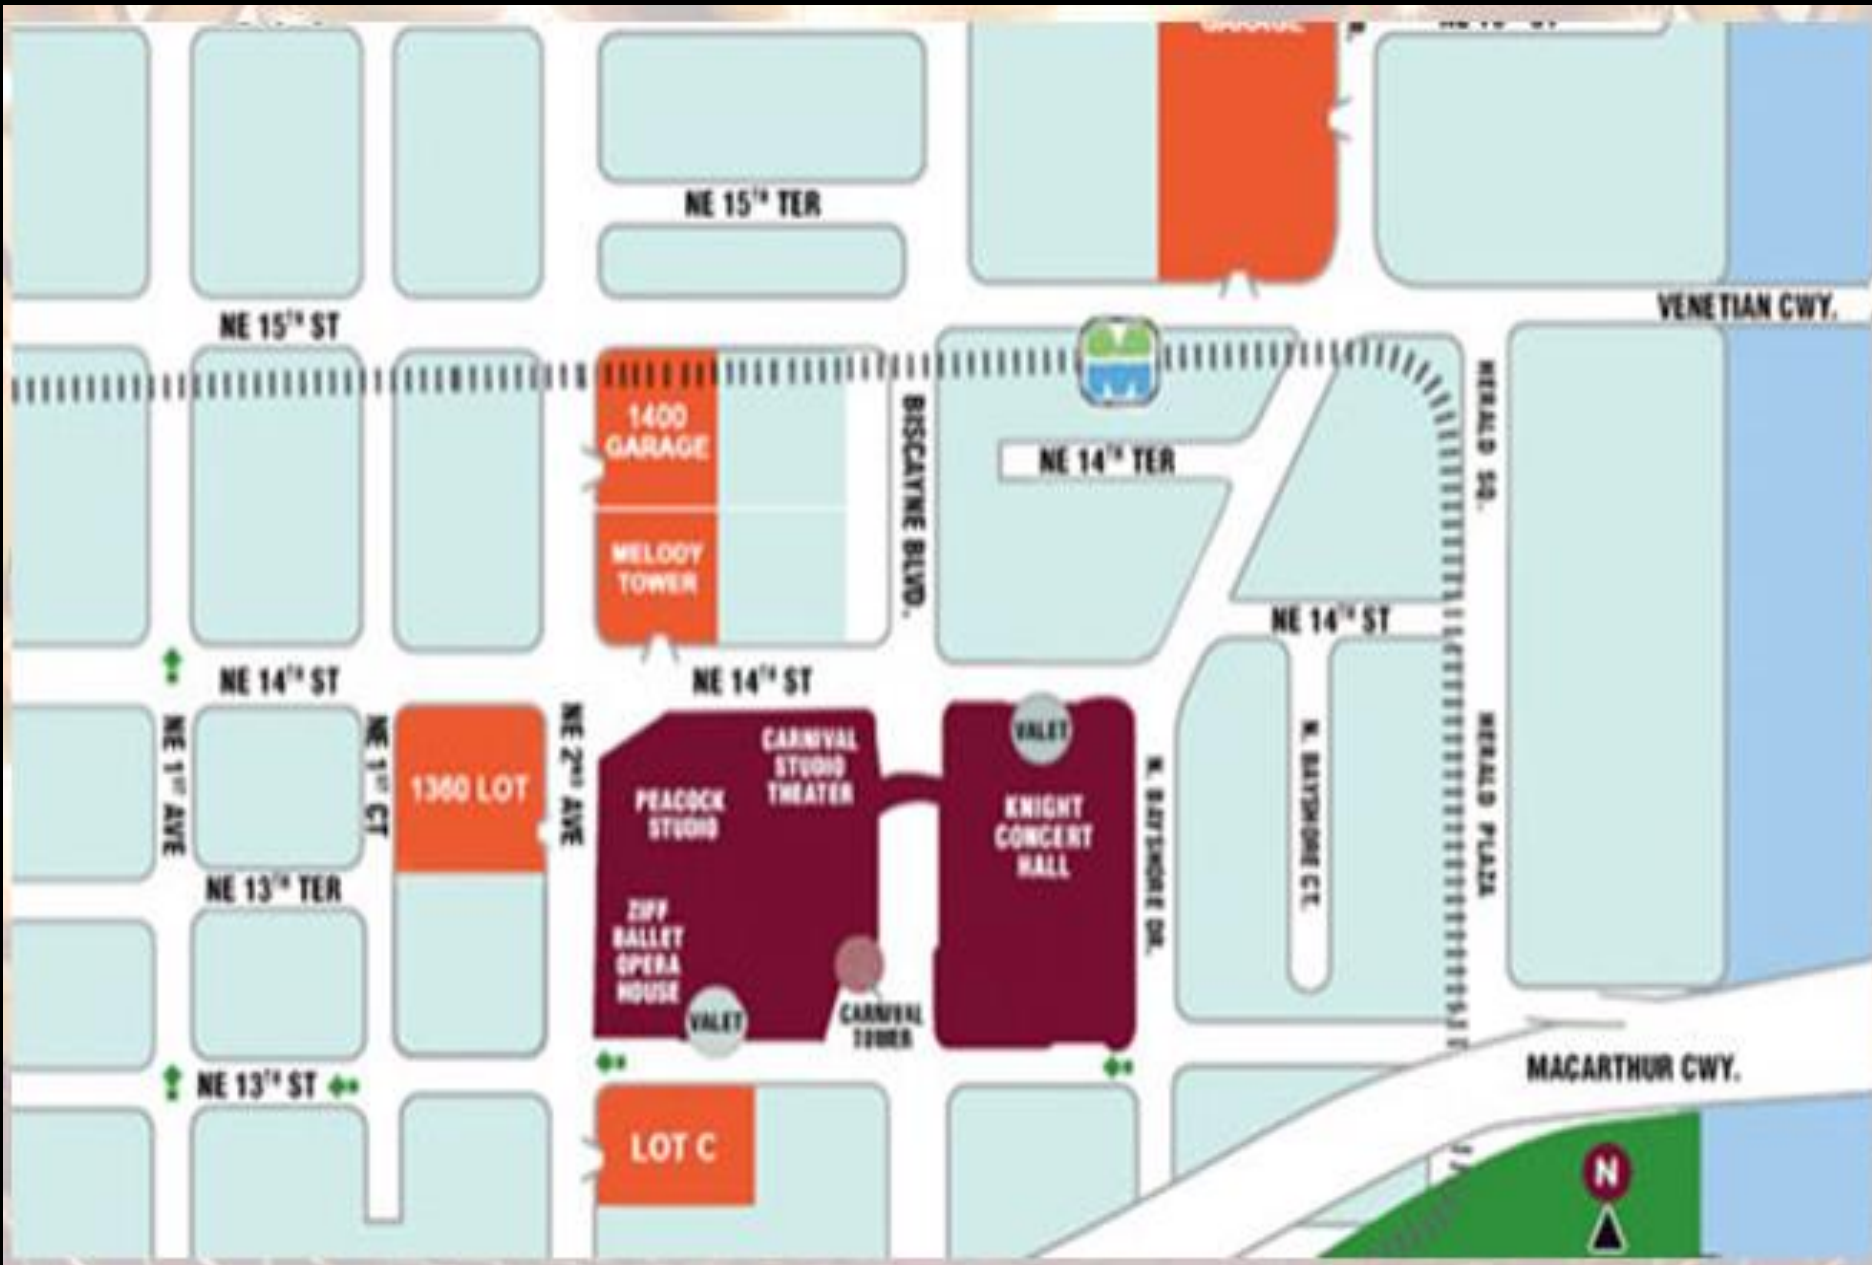 GARAGE
NE 15TH TER
VENETIAN CWY.
NE 15TH ST
HERALD SQ.
1400
GARAGE
BISCAYNE BLVD.
NE 14TH TER
MELODY
TOWER
NE 14TH ST
NE 14TH ST
NE 14TH ST
NE 1ST AVE
NE 1ST CT
1360 LOT
NE 2ND AVE
CARNIVAL
STUDIO
THEATER
PEACOCK
STUDIO
VALET
KNIGHT
CONCERT
HALL
N. BAYSHORE DR.
N. BAYSHORE CT.
HERALD PLAZA
NE 13TH TER
ZIFF
BALLET
OPERA
HOUSE
VALET
CARNIVAL
TOWER
NE 13TH ST
MACARTHUR CWY.
LOT C
N